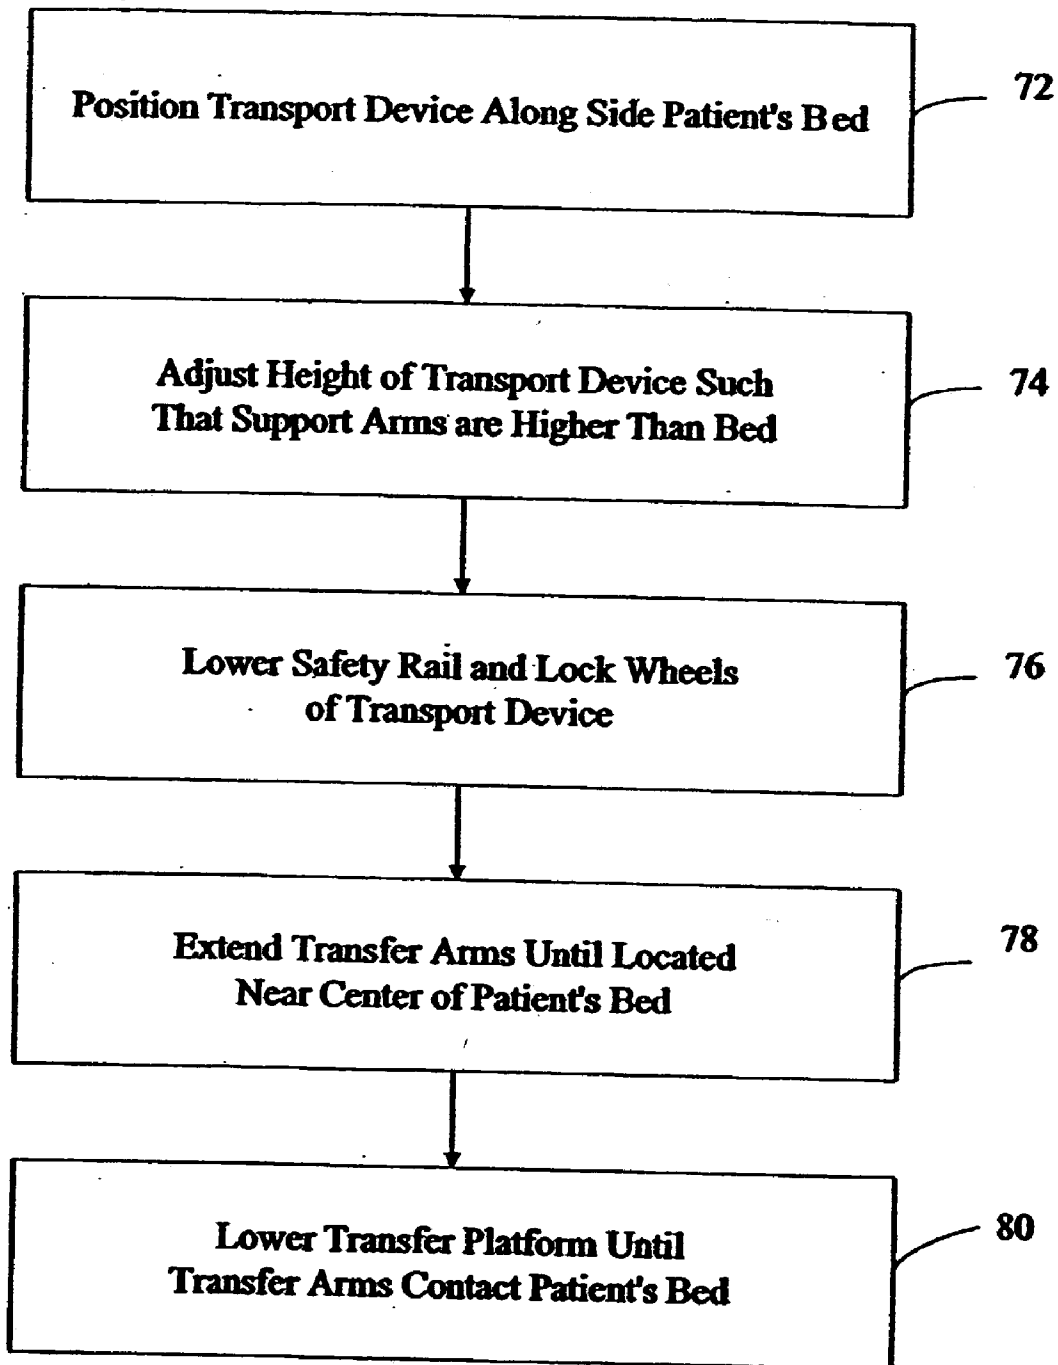 Position Transport Device Along Side Patient's Bed
72
Adjust Height of Transport Device Such
That Support Arms are Higher Than Bed
74
Lower Safety Rail and Lock Wheels
of Transport Device
76
Extend Transfer Arms Until Located
Near Center of Patient's Bed
78
Lower Transfer Platform Until
Transfer Arms Contact Patient's Bed
80